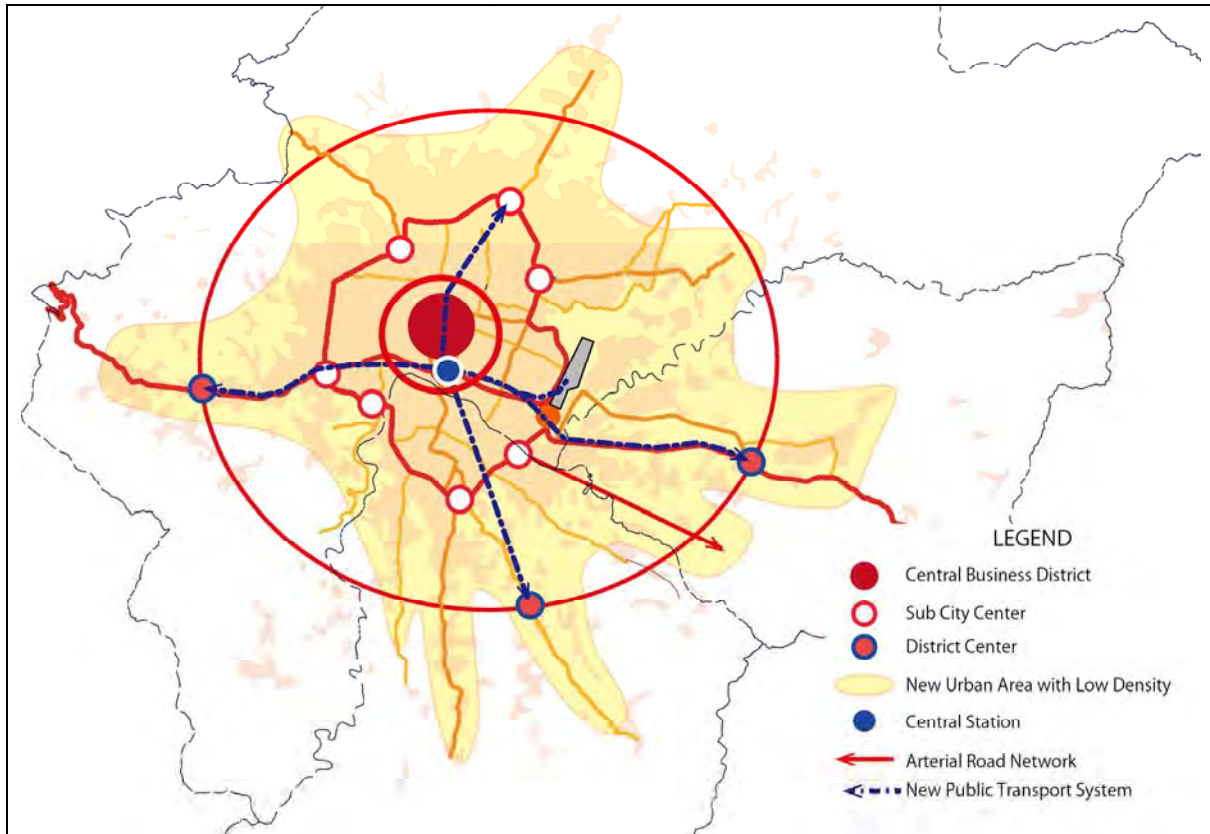 LEGEND
Central Business District
Sub City Center
District Center
New Urban Area with Low Density
Central Station
Arterial Road Network
New Public Transport System